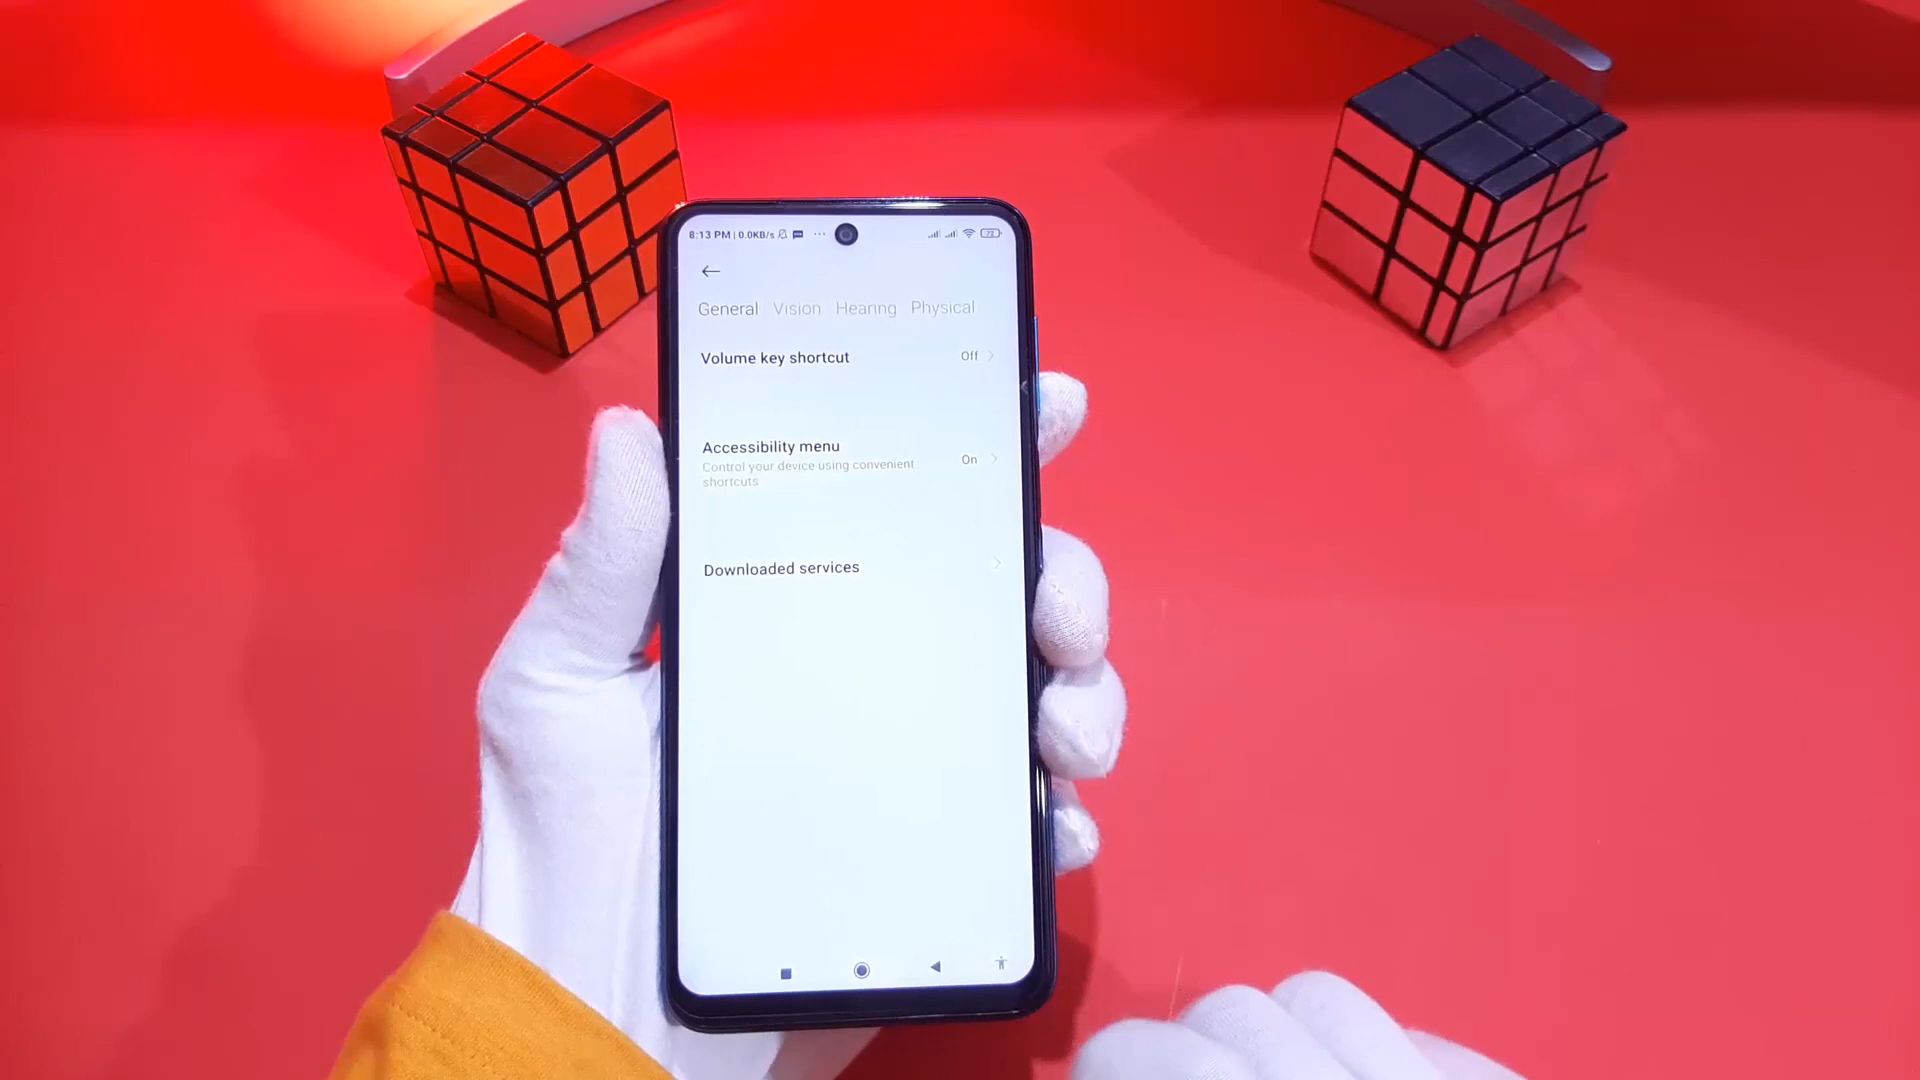 8:13 PM | 0.0KB/s
72
General Vision Hearing Physical
Volume key shortcut Off
Accessibility menu
Control your device using convenient shortcuts
On
Downloaded services